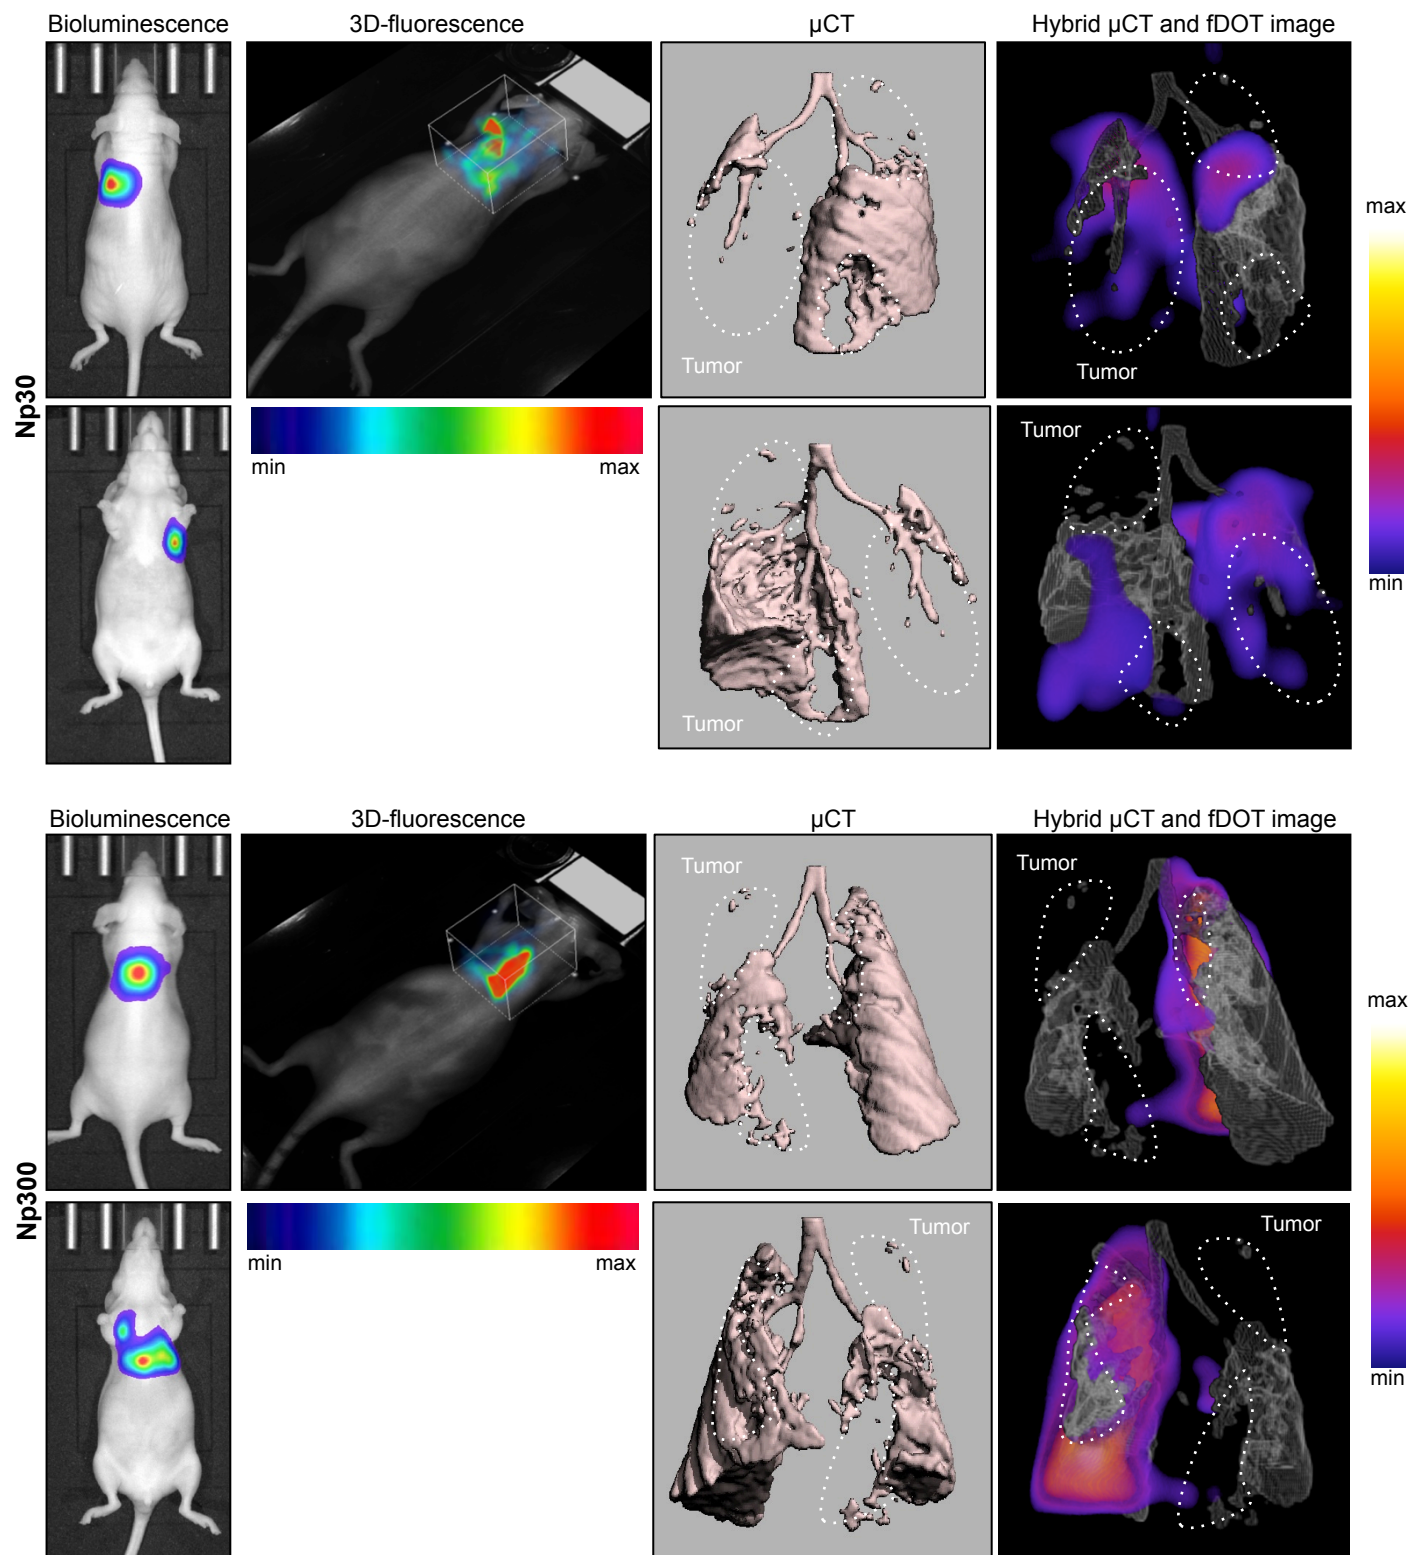 Bioluminescence 3D-fluorescence µCT Hybrid µCT and fDOT image
max
Tumor Tumor
Np30
Tumor
min max
min
Tumor
Bioluminescence 3D-fluorescence µCT Hybrid µCT and fDOT image
Tumor Tumor
max
Np300
Tumor Tumor
min max
min